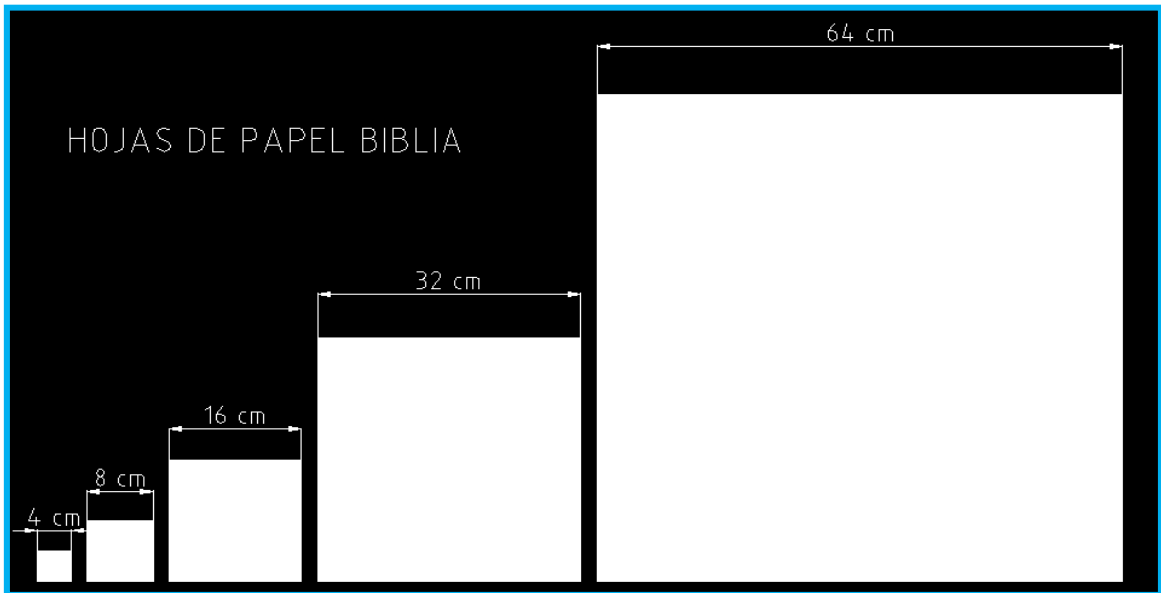 64 cm
HOJAS DE PAPEL BIBLIA
32 cm
16 cm
8 cm
4 cm